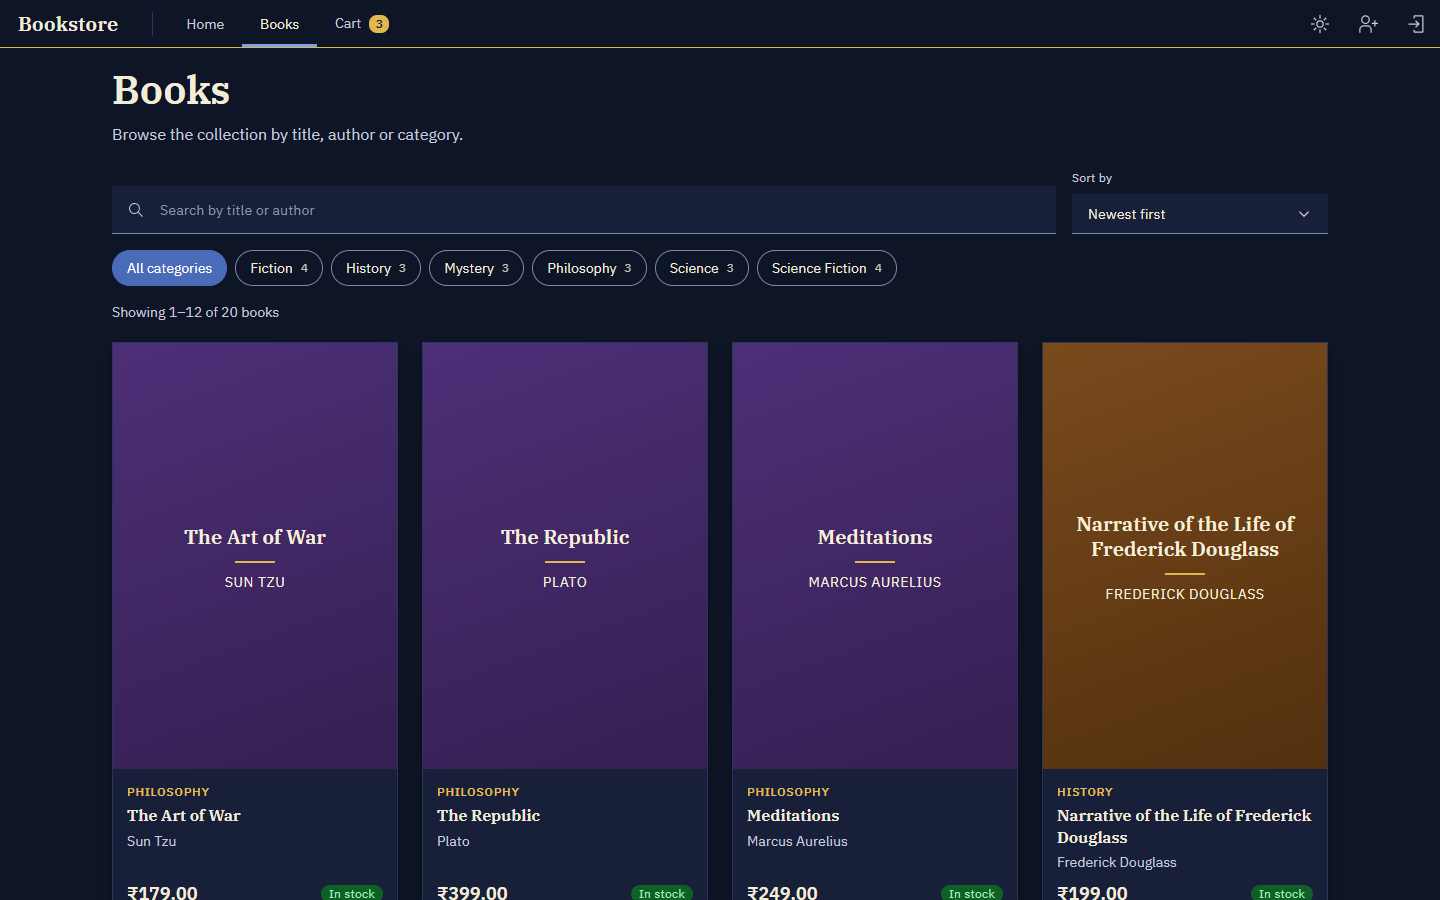 Bookstore
Home
Books
Cart 3
Books
Browse the collection by title, author or category.
Sort by
Search by title or author
Newest first
All categories
Fiction 4
History 3
Mystery 3
Philosophy 3
Science 3
Science Fiction 4
Showing 1–12 of 20 books
The Art of War
SUN TZU
The Republic
PLATO
Meditations
MARCUS AURELIUS
Narrative of the Life of
Frederick Douglass
FREDERICK DOUGLASS
PHILOSOPHY
The Art of War
Sun Tzu
₹179.00
In stock
PHILOSOPHY
The Republic
Plato
₹399.00
In stock
PHILOSOPHY
Meditations
Marcus Aurelius
₹249.00
In stock
HISTORY
Narrative of the Life of Frederick
Douglass
Frederick Douglass
₹199.00
In stock